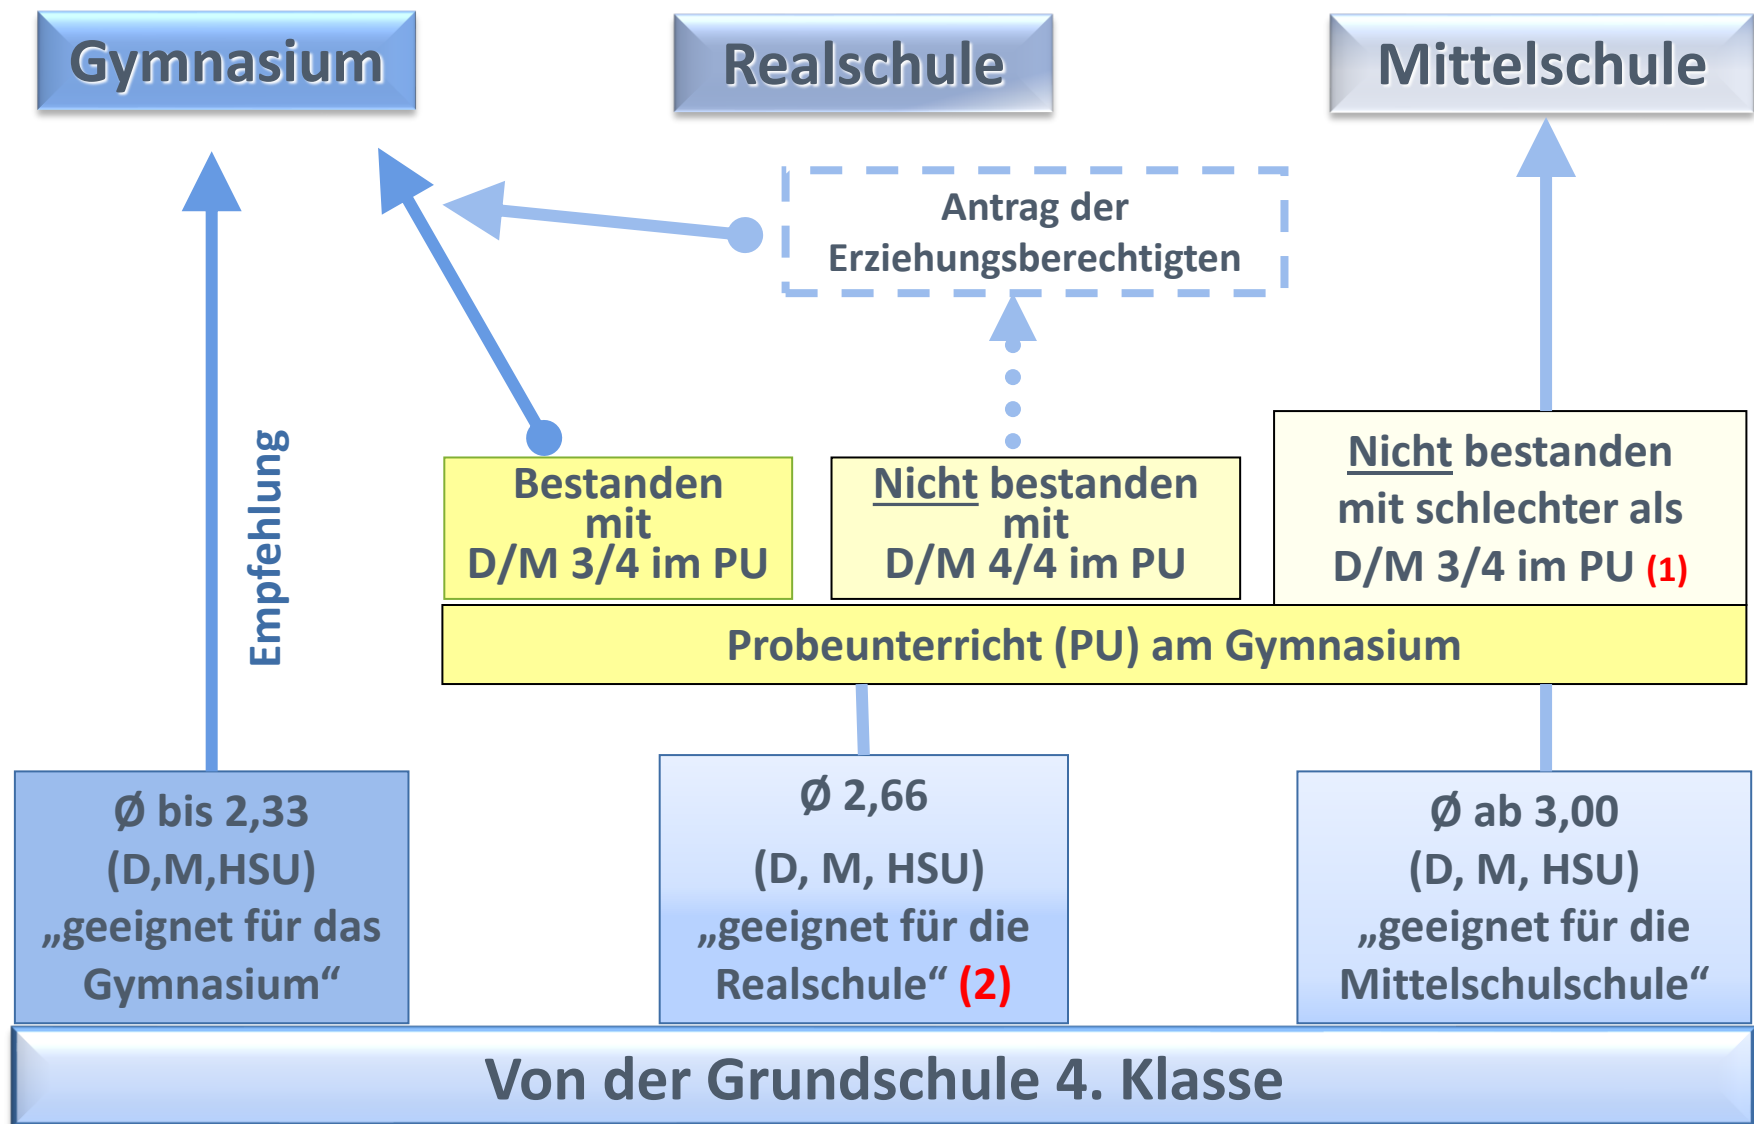 Gymnasium
Realschule
Mittelschule
Antrag der
Erziehungsberechtigten
Empfehlung
Bestanden
mit
D/M 3/4 im PU
Nicht bestanden
mit
D/M 4/4 im PU
Nicht bestanden
mit schlechter als
D/M 3/4 im PU (1)
Probeunterricht (PU) am Gymnasium
Ø bis 2,33
(D,M,HSU)
„geeignet für das
Gymnasium“
Ø 2,66
(D, M, HSU)
„geeignet für die
Realschule“ (2)
Ø ab 3,00
(D, M, HSU)
„geeignet für die
Mittelschulschule“
Von der Grundschule 4. Klasse